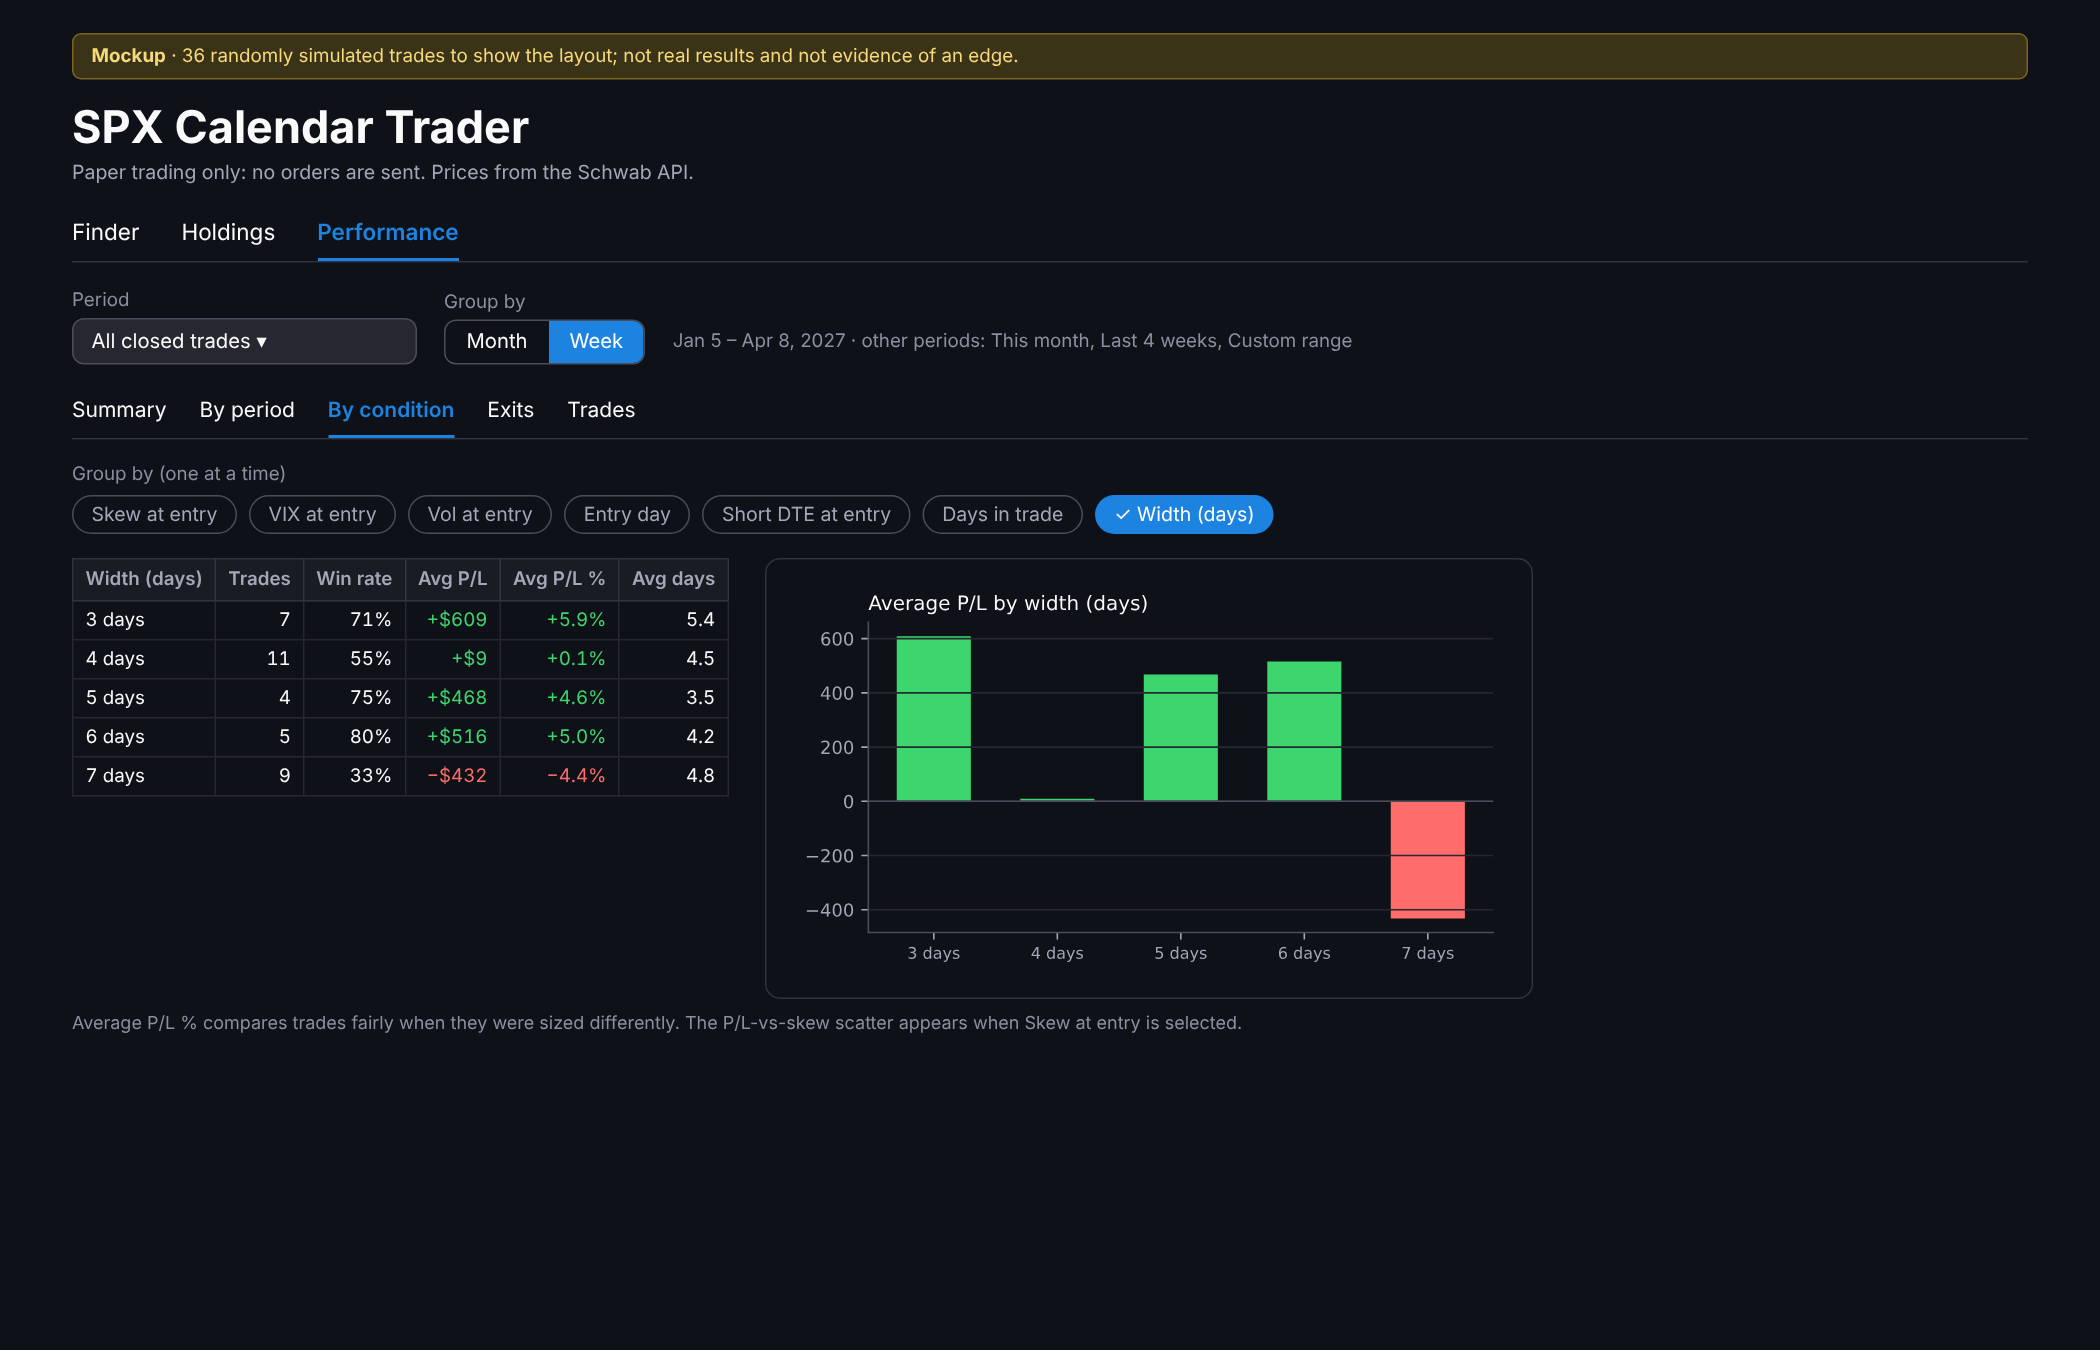 Mockup · 36 randomly simulated trades to show the layout; not real results and not evidence of an edge.
SPX Calendar Trader
Paper trading only: no orders are sent. Prices from the Schwab API.
Finder Holdings Performance
Period Group by
All closed trades ▾ Month Week Jan 5 – Apr 8, 2027 · other periods: This month, Last 4 weeks, Custom range
Summary By period By condition Exits Trades
Group by (one at a time)
Skew at entry VIX at entry Vol at entry Entry day Short DTE at entry Days in trade ✓ Width (days)
Width (days) Trades Win rate Avg P/L Avg P/L % Avg days
3 days 7 71% +$609 +5.9% 5.4
4 days 11 55% +$9 +0.1% 4.5
5 days 4 75% +$468 +4.6% 3.5
6 days 5 80% +$516 +5.0% 4.2
7 days 9 33% −$432 −4.4% 4.8
Average P/L by width (days)
600
400
200
0
−200
−400
3 days 4 days 5 days 6 days 7 days
Average P/L % compares trades fairly when they were sized differently. The P/L-vs-skew scatter appears when Skew at entry is selected.